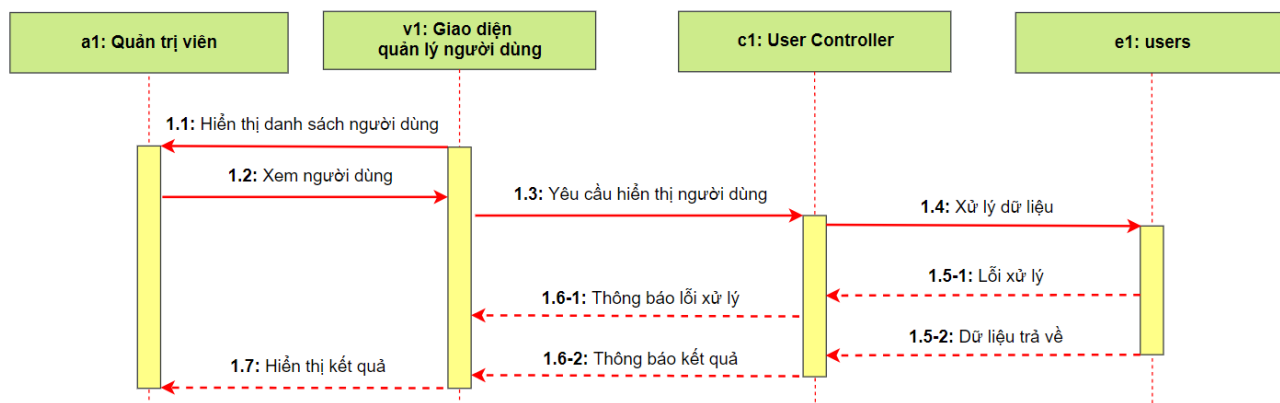 a1: Quản trị viên
v1: Giao diện
quản lý người dùng
c1: User Controller
e1: users
1.1: Hiển thị danh sách người dùng
1.2: Xem người dùng
1.3: Yêu cầu hiển thị người dùng
1.4: Xử lý dữ liệu
1.5-1: Lỗi xử lý
1.6-1: Thông báo lỗi xử lý
1.5-2: Dữ liệu trả về
1.6-2: Thông báo kết quả
1.7: Hiển thị kết quả